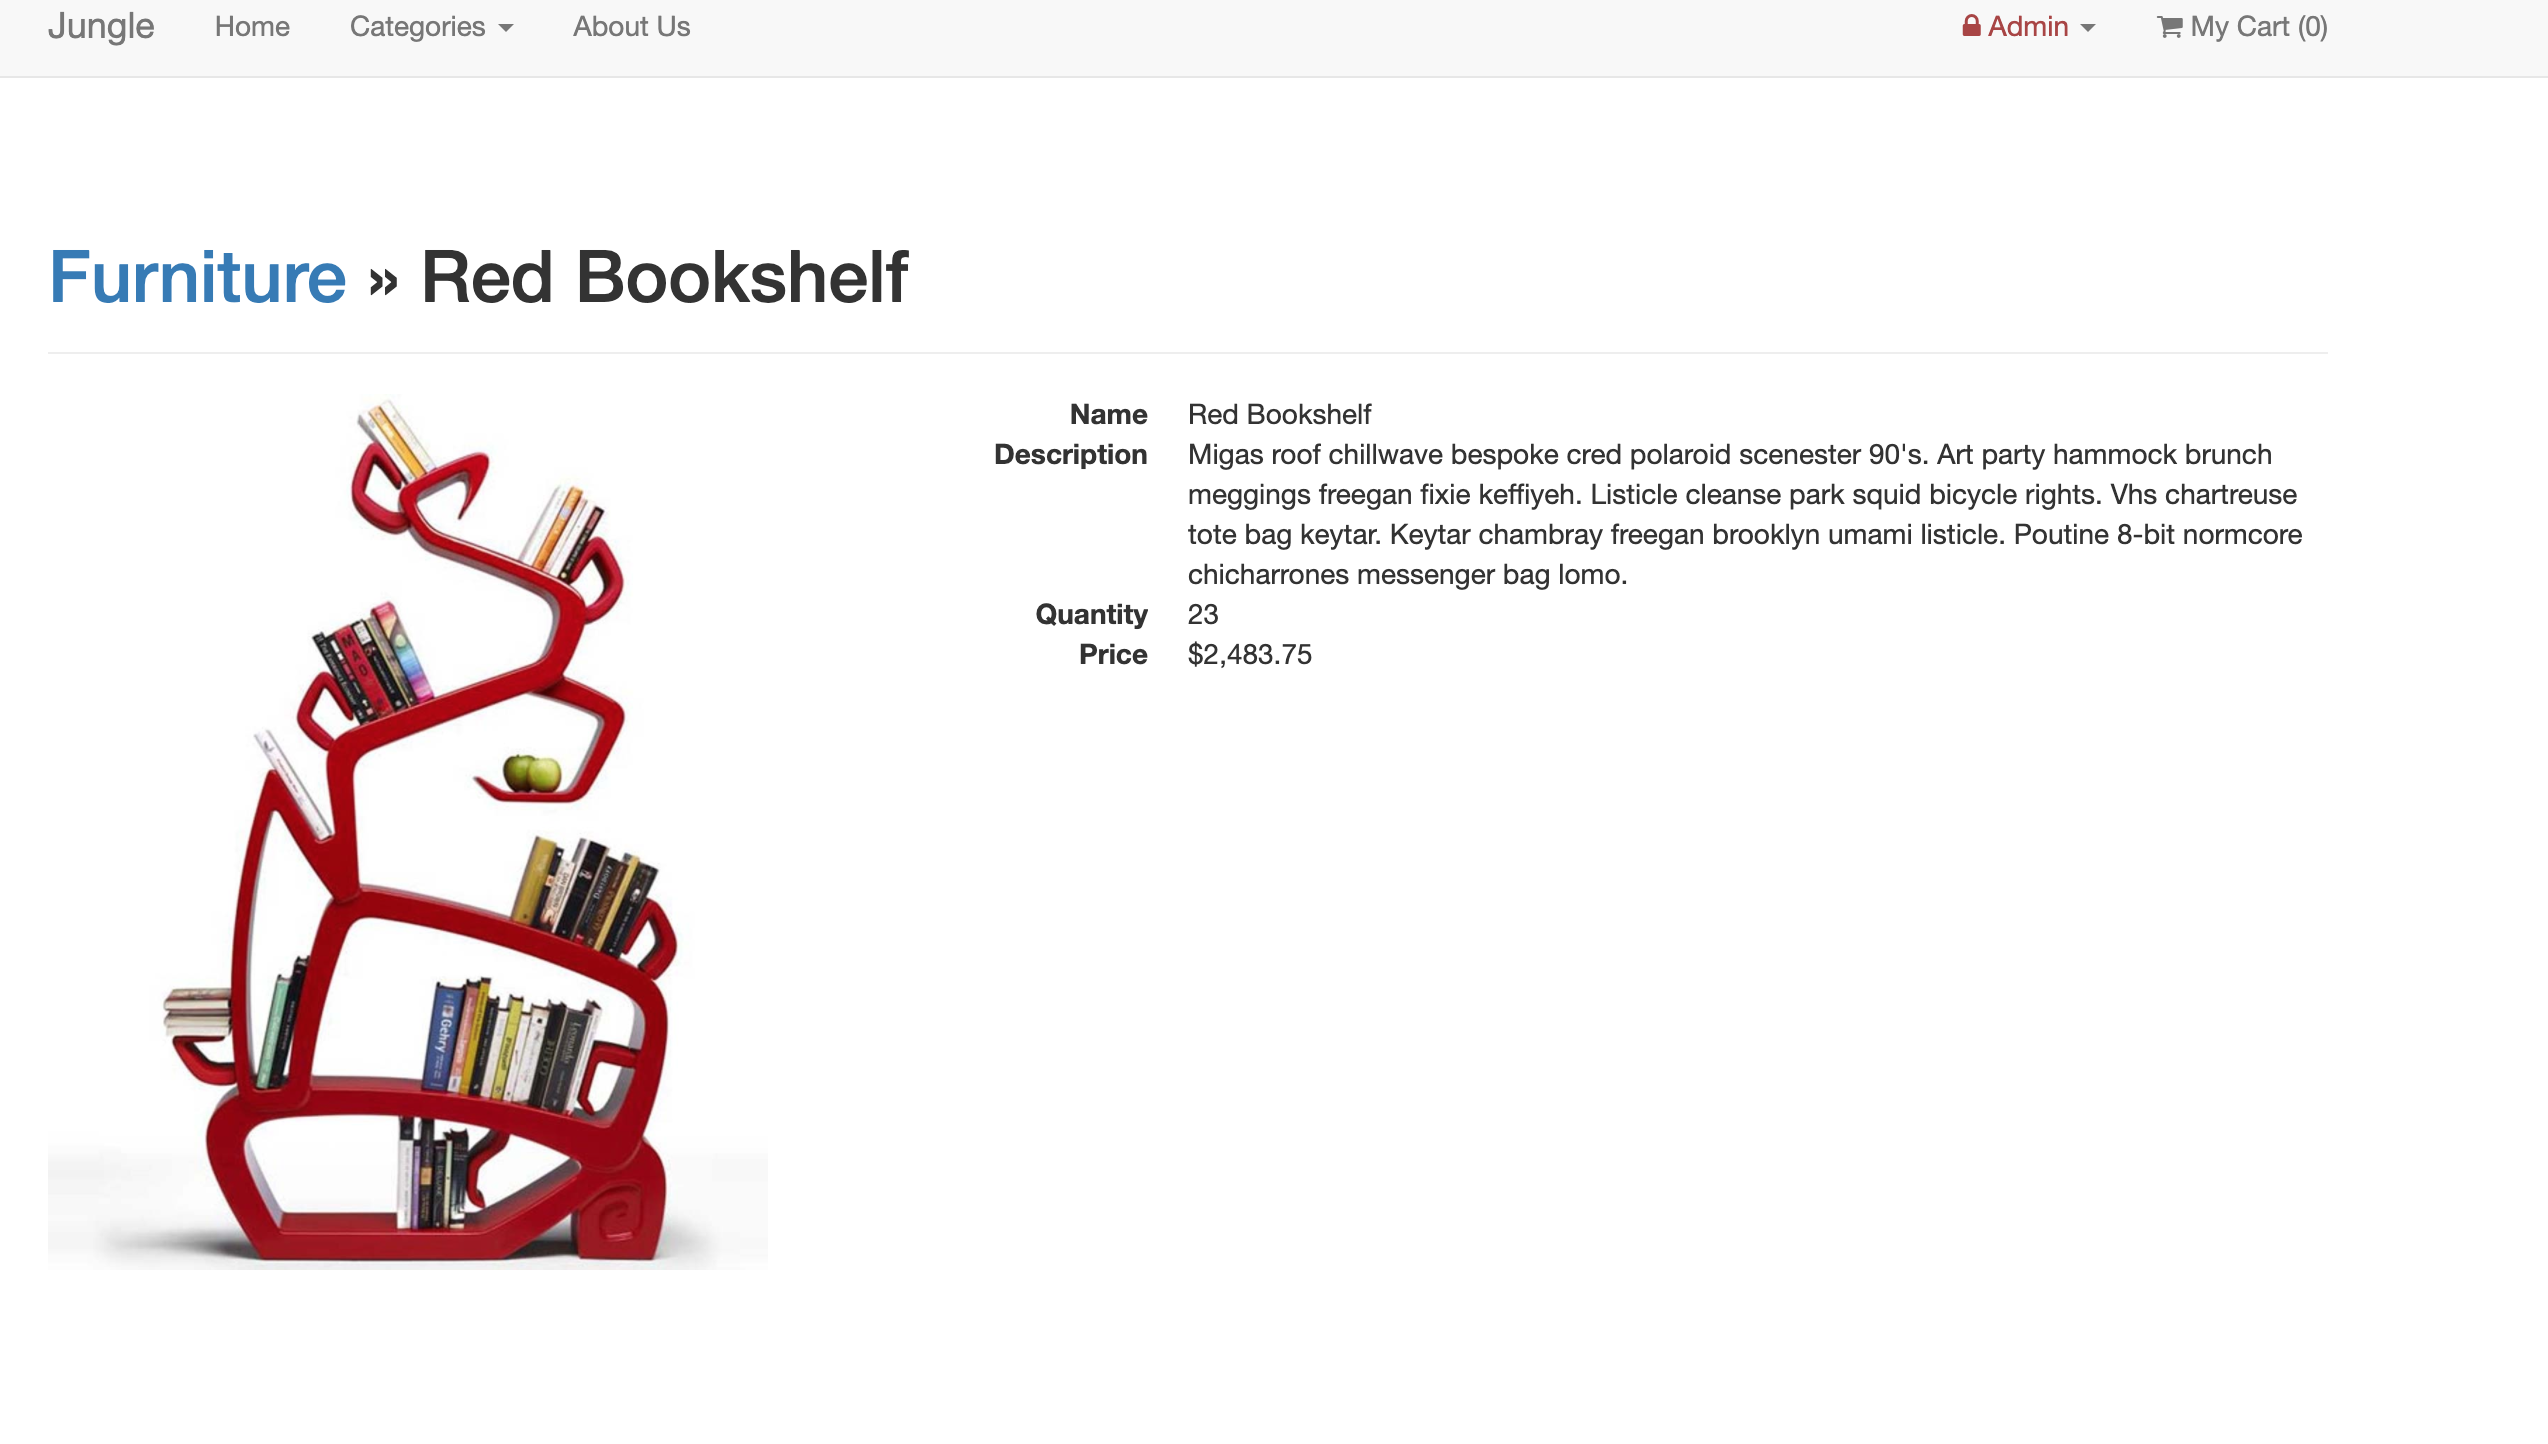 Jungle Home Categories About Us Admin My Cart (0)
Furniture » Red Bookshelf
Name Red Bookshelf
Description Migas roof chillwave bespoke cred polaroid scenester 90's. Art party hammock brunch
meggings freegan fixie keffiyeh. Listicle cleanse park squid bicycle rights. Vhs chartreuse
tote bag keytar. Keytar chambray freegan brooklyn umami listicle. Poutine 8-bit normcore
chicharrones messenger bag lomo.
Quantity 23
Price $2,483.75
MAD
Gehry